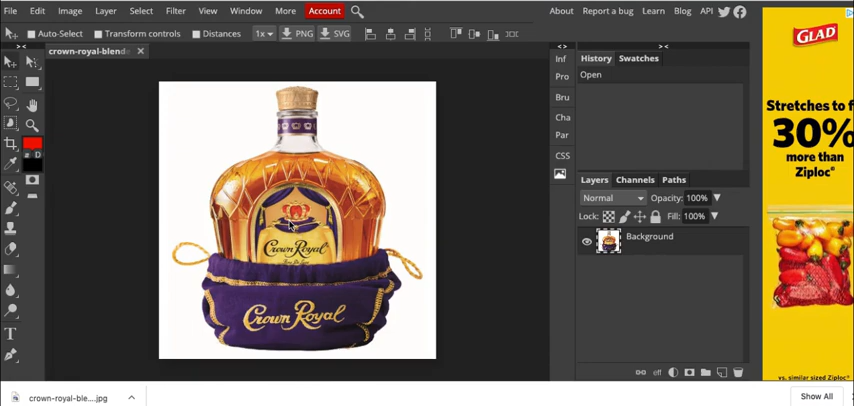 File Edit Image Layer Select Filter View Window More Account
About Report a bug Learn Blog API
Auto-Select Transform controls Distances 1x PNG SVG
crown-royal-blend
> <
< >
> <
Inf
Pro
Bru
Cha
Par
CSS
History Swatches
Open
Layers Channels Paths
Normal Opacity: 100%
Lock: Fill: 100%
Background
off
a D
T
Crown Royal
Crown Royal
GLAD
Stretches to f
30%
more than
Ziploc®
vs. similar sized Ziploc®
crown-royal-ble....jpg
Show All